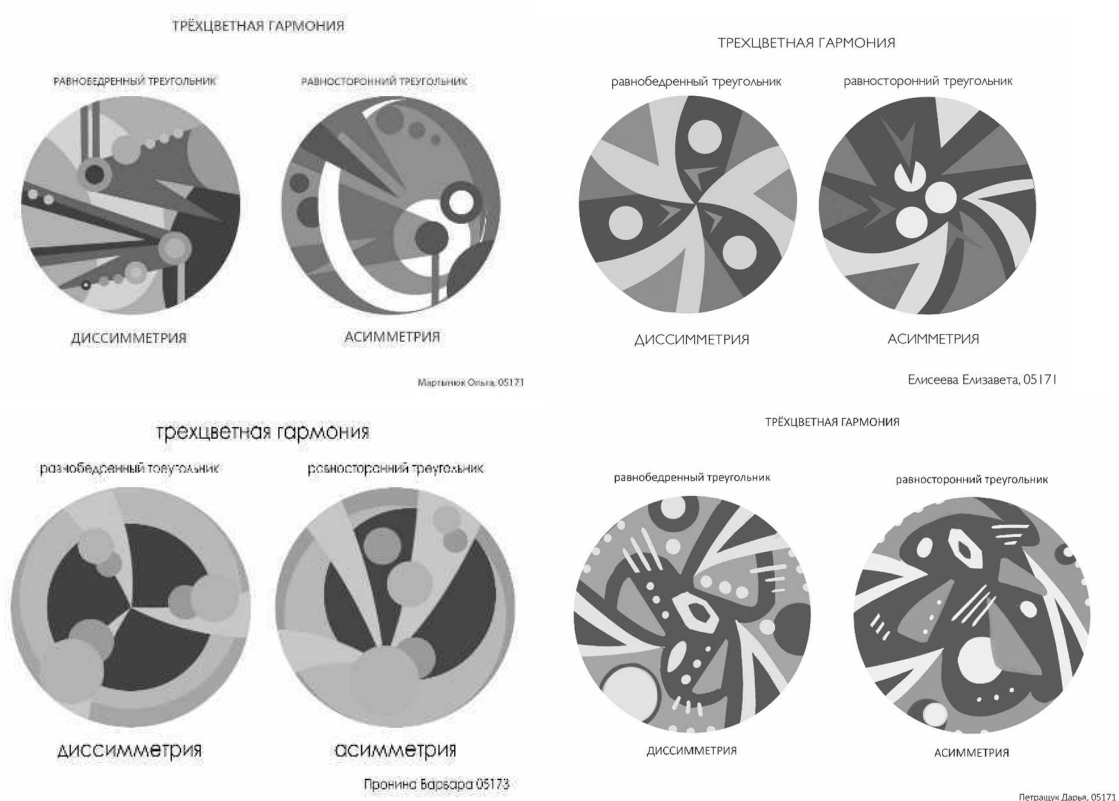 ТРЁХЦВЕТНАЯ ГАРМОНИЯ
РАВНОБЕДРЕННЫЙ ТРЕУГОЛЬНИК РАВНОСТОРОННИЙ ТРЕУГОЛЬНИК
ДИССИММЕТРИЯ АСИММЕТРИЯ
Мартынюк Ольга, 05171
ТРЕХЦВЕТНАЯ ГАРМОНИЯ
равнобедренный треугольник равносторонний треугольник
ДИССИММЕТРИЯ АСИММЕТРИЯ
Елисеева Елизавета, 05171
трехцветная гармония
равнобедренный треугольник равносторонний треугольник
диссимметрия асимметрия
Пронина Варвара 05173
ТРЁХЦВЕТНАЯ ГАРМОНИЯ
равнобедренный треугольник равносторонний треугольник
ДИССИММЕТРИЯ АСИММЕТРИЯ
Петращук Дарья, 05171